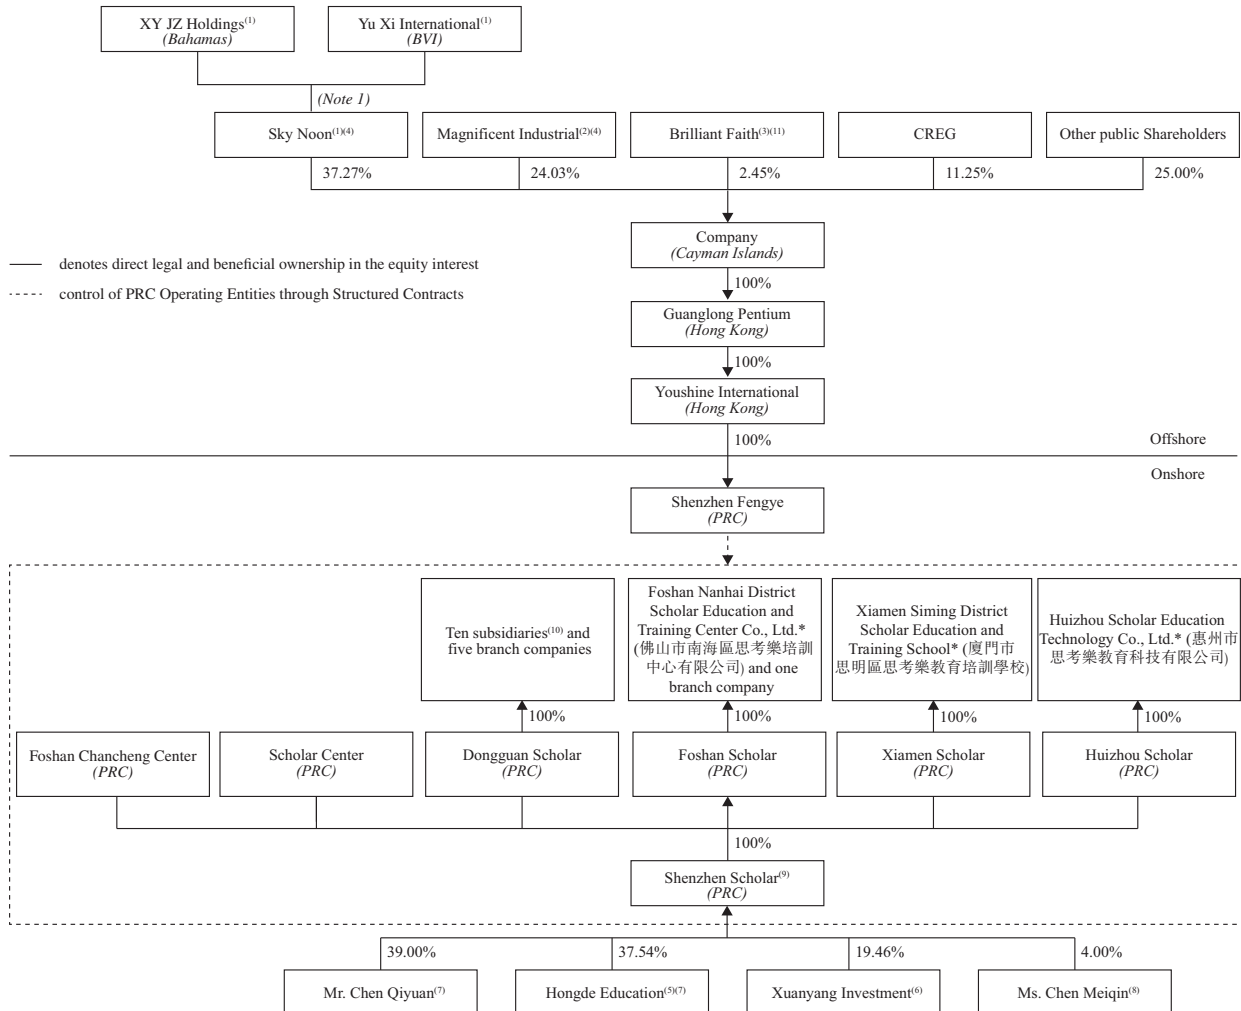 XY JZ Holdings(1)
(Bahamas)
Yu Xi International(1)
(BVI)
(Note 1)
Sky Noon(1)(4)
Magnificent Industrial(2)(4)
Brilliant Faith(3)(11)
CREG
Other public Shareholders
37.27%
24.03%
2.45%
11.25%
25.00%
Company
(Cayman Islands)
denotes direct legal and beneficial ownership in the equity interest
control of PRC Operating Entities through Structured Contracts
100%
Guanglong Pentium
(Hong Kong)
100%
Youshine International
(Hong Kong)
100%
Offshore
Onshore
Shenzhen Fengye
(PRC)
Ten subsidiaries(10) and
five branch companies
Foshan Nanhai District
Scholar Education and
Training Center Co., Ltd.*
(佛山市南海區思考樂培訓
中心有限公司) and one
branch company
Xiamen Siming District
Scholar Education and
Training School* (廈門市
思明區思考樂教育培訓學校)
Huizhou Scholar Education
Technology Co., Ltd.* (惠州市
思考樂教育科技有限公司)
100%
100%
100%
100%
Foshan Chancheng Center
(PRC)
Scholar Center
(PRC)
Dongguan Scholar
(PRC)
Foshan Scholar
(PRC)
Xiamen Scholar
(PRC)
Huizhou Scholar
(PRC)
100%
Shenzhen Scholar(9)
(PRC)
39.00%
37.54%
19.46%
4.00%
Mr. Chen Qiyuan(7)
Hongde Education(5)(7)
Xuanyang Investment(6)
Ms. Chen Meiqin(8)